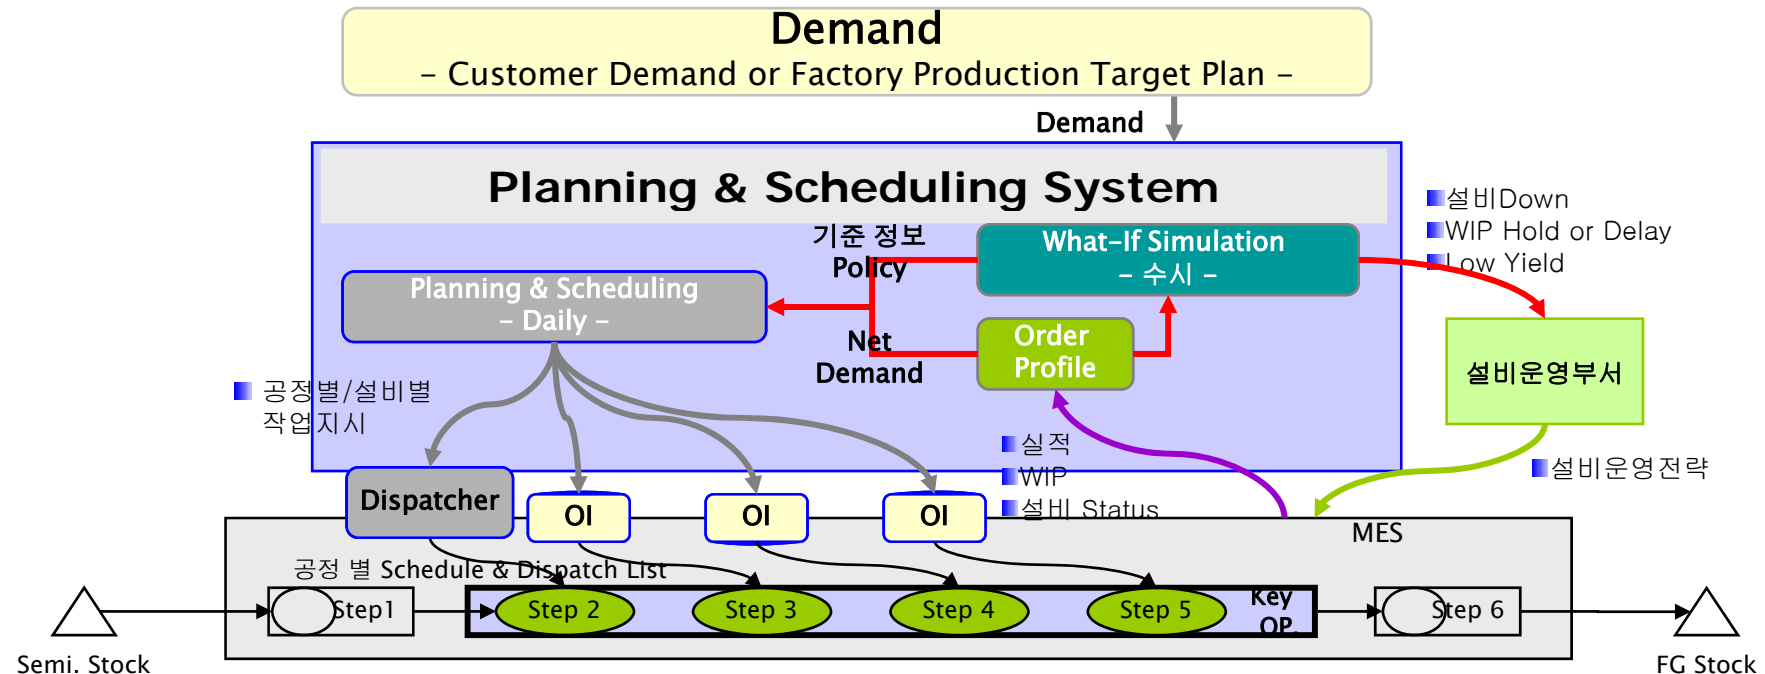 Demand
- Customer Demand or Factory Production Target Plan -
Demand
Planning & Scheduling System
기준 정보
Policy
What-If Simulation
- 수시 -
설비Down
WIP Hold or Delay
Low Yield
Planning & Scheduling
- Daily -
Net
Demand
Order
Profile
설비운영부서
공정별/설비별
작업지시
실적
WIP
설비 Status
설비운영전략
Dispatcher
OI
OI
OI
MES
공정 별 Schedule & Dispatch List
Step1
Step 2
Step 3
Step 4
Step 5
Key
OP.
Step 6
Semi. Stock
FG Stock